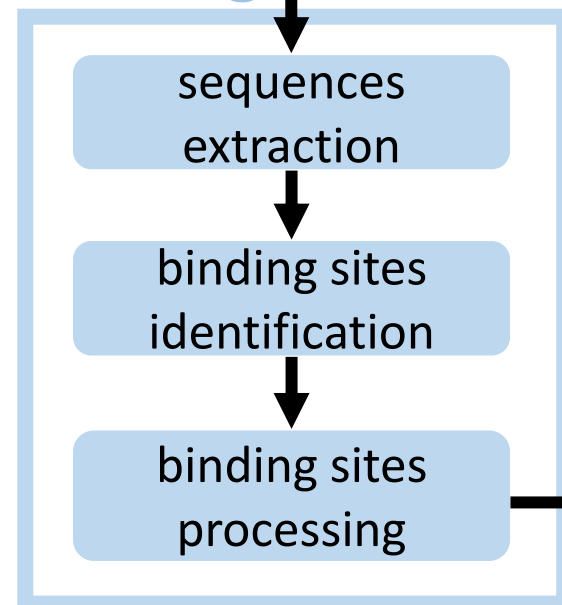 sequences
extraction
binding sites
identification
binding sites
processing